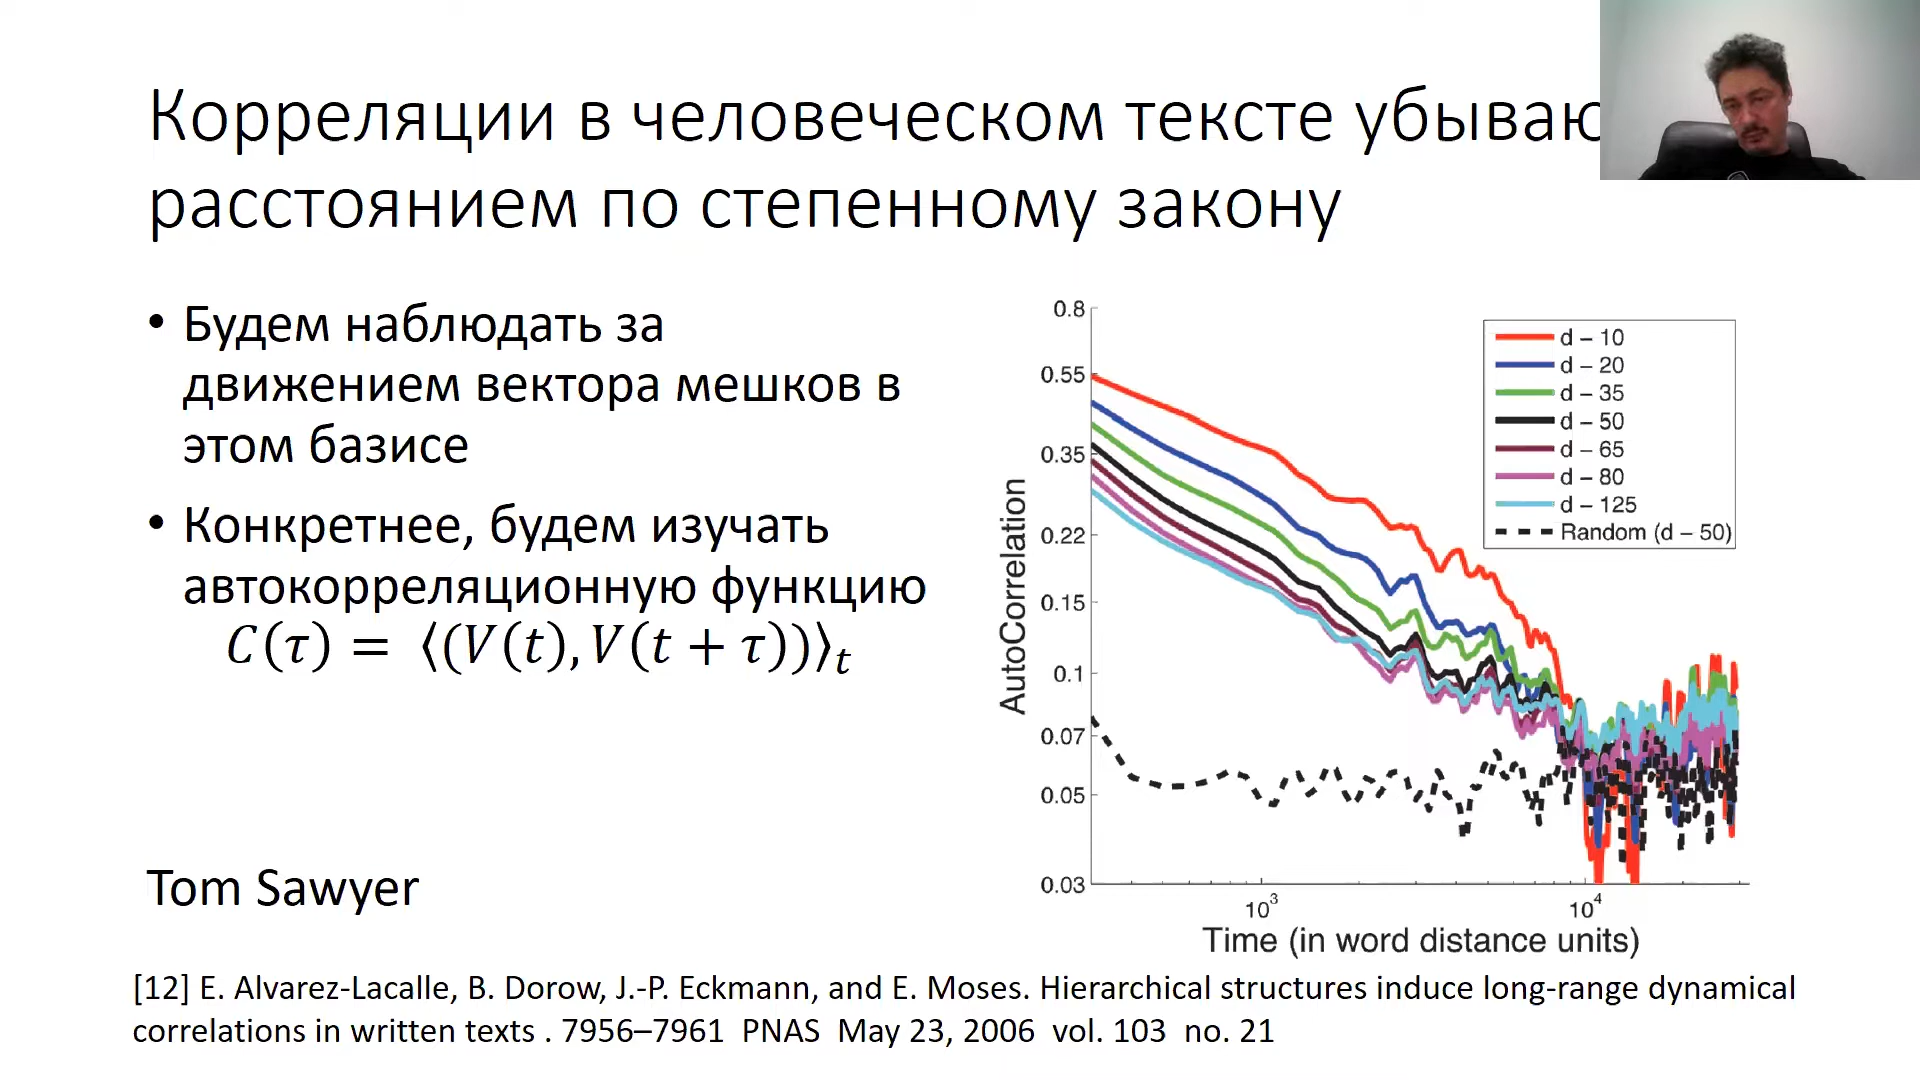 Корреляции в человеческом тексте
расстоянием по степенному закону
• Будем наблюдать за
движением вектора мешков в
этом базисе
• Конкретнее, будем изучать
автокорреляционную функцию
C(τ) = ⟨(V(t), V(t + τ))⟩ₜ
Tom Sawyer
AutoCorrelation
0.8
0.55
0.35
0.22
0.15
0.1
0.07
0.05
0.03
d – 10
d – 20
d – 35
d – 50
d – 65
d – 80
d – 125
Random (d – 50)
10³
10⁴
Time (in word distance units)
[12] E. Alvarez-Lacalle, B. Dorow, J.-P. Eckmann, and E. Moses. Hierarchical structures induce long-range dynamical
correlations in written texts . 7956–7961 PNAS May 23, 2006 vol. 103 no. 21